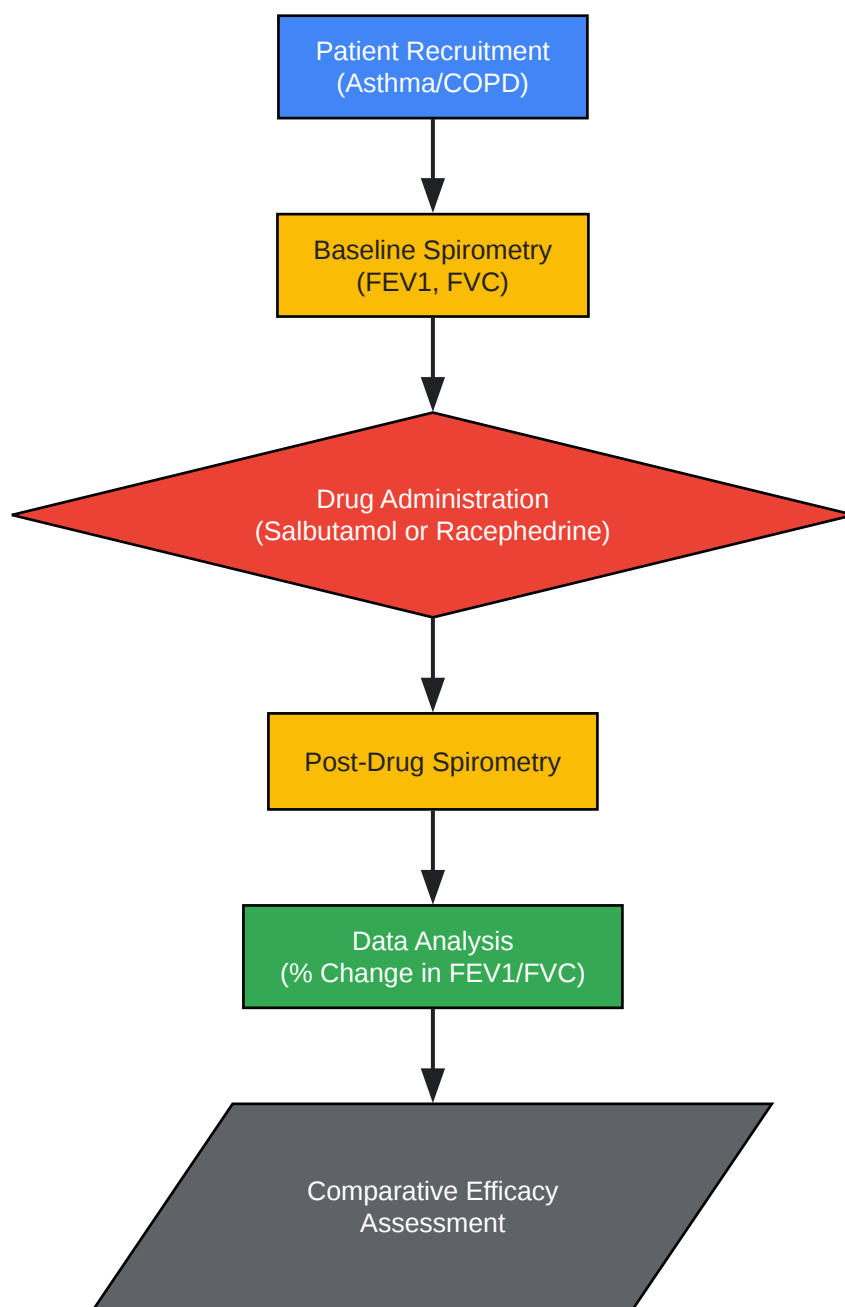 Patient Recruitment
(Asthma/COPD)
Baseline Spirometry
(FEV1, FVC)
Drug Administration
(Salbutamol or Racephedrine)
Post-Drug Spirometry
Data Analysis
(% Change in FEV1/FVC)
Comparative Efficacy
Assessment